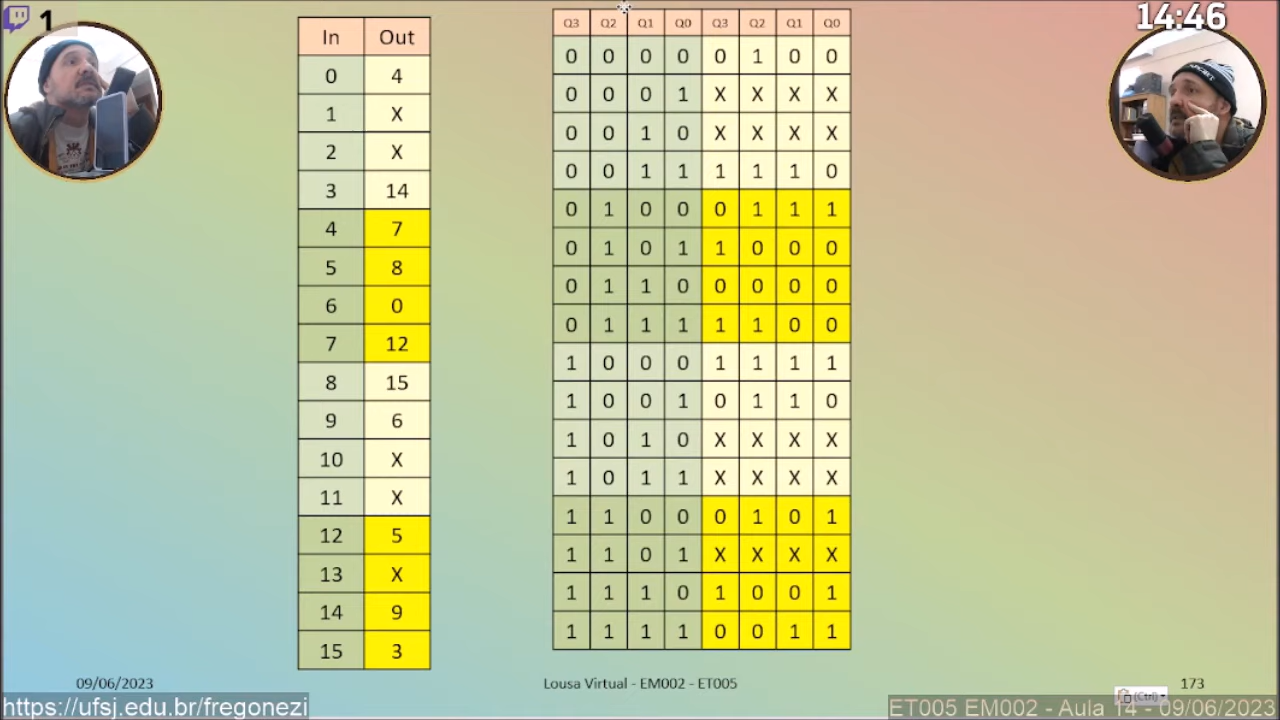 1
14:46
In Out
0 4
1 X
2 X
3 14
4 7
5 8
6 0
7 12
8 15
9 6
10 X
11 X
12 5
13 X
14 9
15 3
Q3 Q2 Q1 Q0 Q3 Q2 Q1 Q0
0 0 0 0 0 1 0 0
0 0 0 1 X X X X
0 0 1 0 X X X X
0 0 1 1 1 1 1 0
0 1 0 0 0 1 1 1
0 1 0 1 1 0 0 0
0 1 1 0 0 0 0 0
0 1 1 1 1 1 0 0
1 0 0 0 1 1 1 1
1 0 0 1 0 1 1 0
1 0 1 0 X X X X
1 0 1 1 X X X X
1 1 0 0 0 1 0 1
1 1 0 1 X X X X
1 1 1 0 1 0 0 1
1 1 1 1 0 0 1 1
09/06/2023
Lousa Virtual - EM002 - ET005
(Ctrl)
173
https://ufsj.edu.br/fregonezi
ET005 EM002 - Aula 14 - 09/06/2023